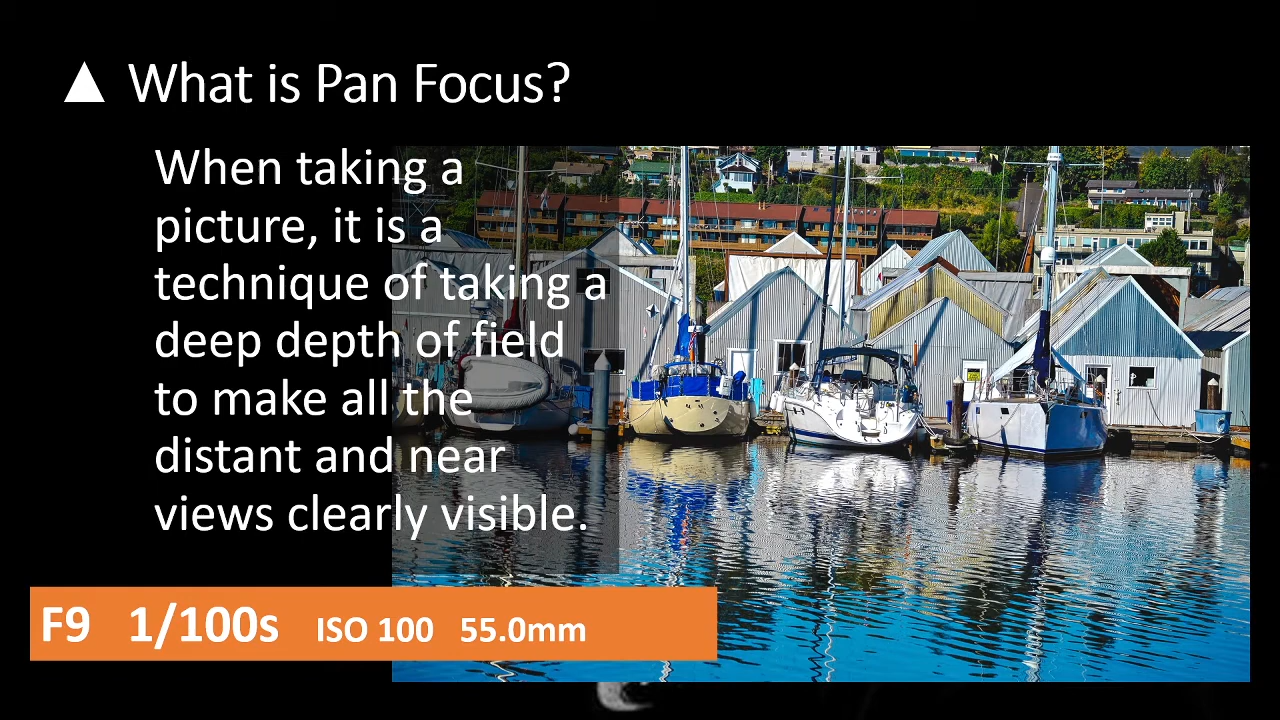 ▲ What is Pan Focus?
When taking a
picture, it is a
technique of taking a
deep depth of field
to make all the
distant and near
views clearly visible.
F9 1/100s ISO 100 55.0mm